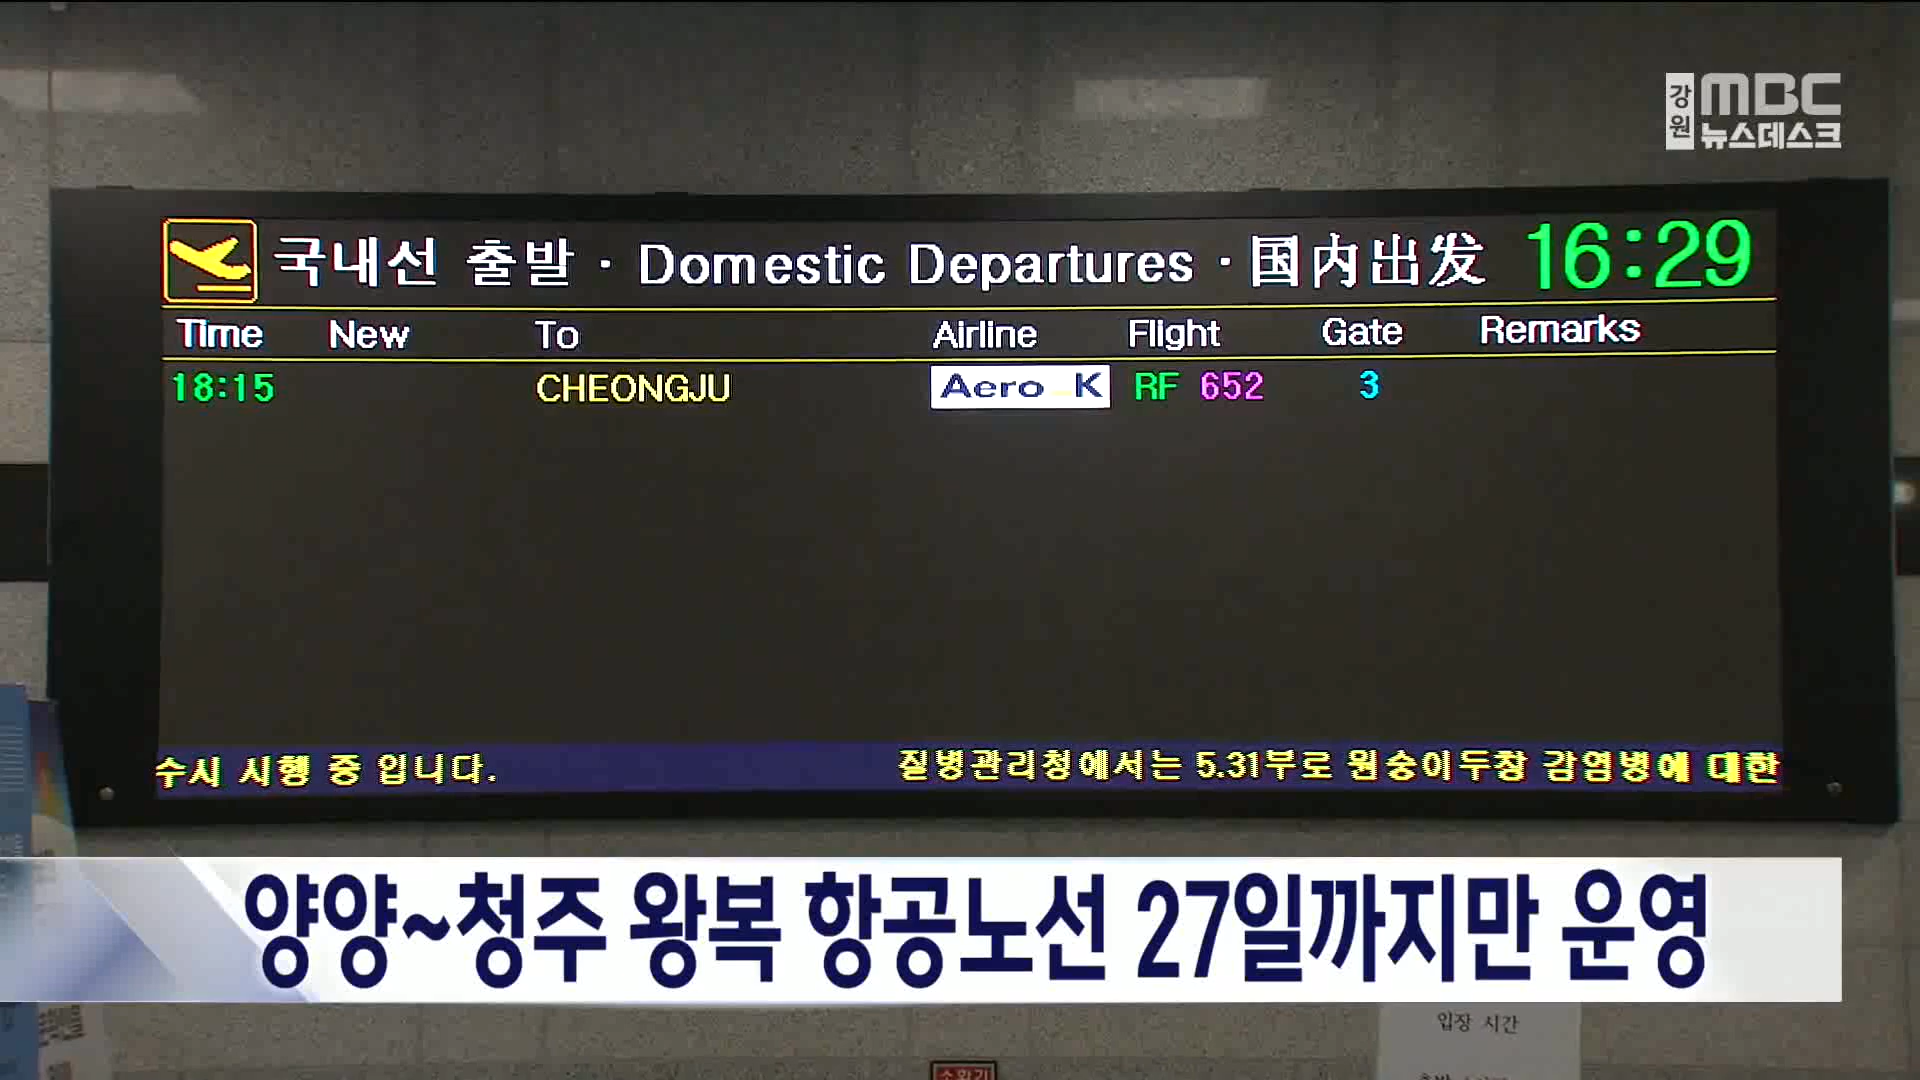 강원 MBC
뉴스데스크
국내선 출발 · Domestic Departures · 国内出发 16:29
Time New To Airline Flight Gate Remarks
18:15 CHEONGJU Aero K RF 652 3
수시 시행 중 입니다. 질병관리청에서는 5.31부로 원숭이두창 감염병에 대한
양양~청주 왕복 항공노선 27일까지만 운영
입장 시간